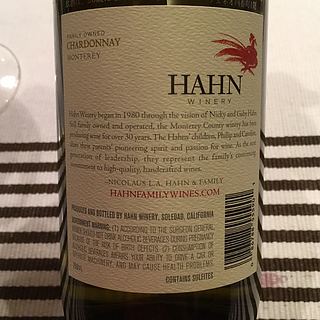 FAMILY OWNED
CHARDONNAY
MONTEREY
HAHN
WINERY
Hahn Winery began in 1980 through the vision of Nicky and Gaby Hahn.
Still family owned and operated, the Monterey County winery has been
producing wine for over 30 years. The Hahns' children, Philip and Caroline,
share their parents' pioneering spirit and passion for wine. As the next
generation of leadership, they represent the family's continuing
commitment to high-quality, handcrafted wines.
—NICOLAUS L.A. HAHN & FAMILY
HAHNFAMILYWINES.COM
PRODUCED AND BOTTLED BY HAHN WINERY, SOLEDAD, CALIFORNIA
GOVERNMENT WARNING: (1) ACCORDING TO THE SURGEON GENERAL
WOMEN SHOULD NOT DRINK ALCOHOLIC BEVERAGES DURING PREGNANCY
BECAUSE OF THE RISK OF BIRTH DEFECTS. (2) CONSUMPTION OF
ALCOHOLIC BEVERAGES IMPAIRS YOUR ABILITY TO DRIVE A CAR OR
OPERATE MACHINERY, AND MAY CAUSE HEALTH PROBLEMS.
CONTAINS SULFITES